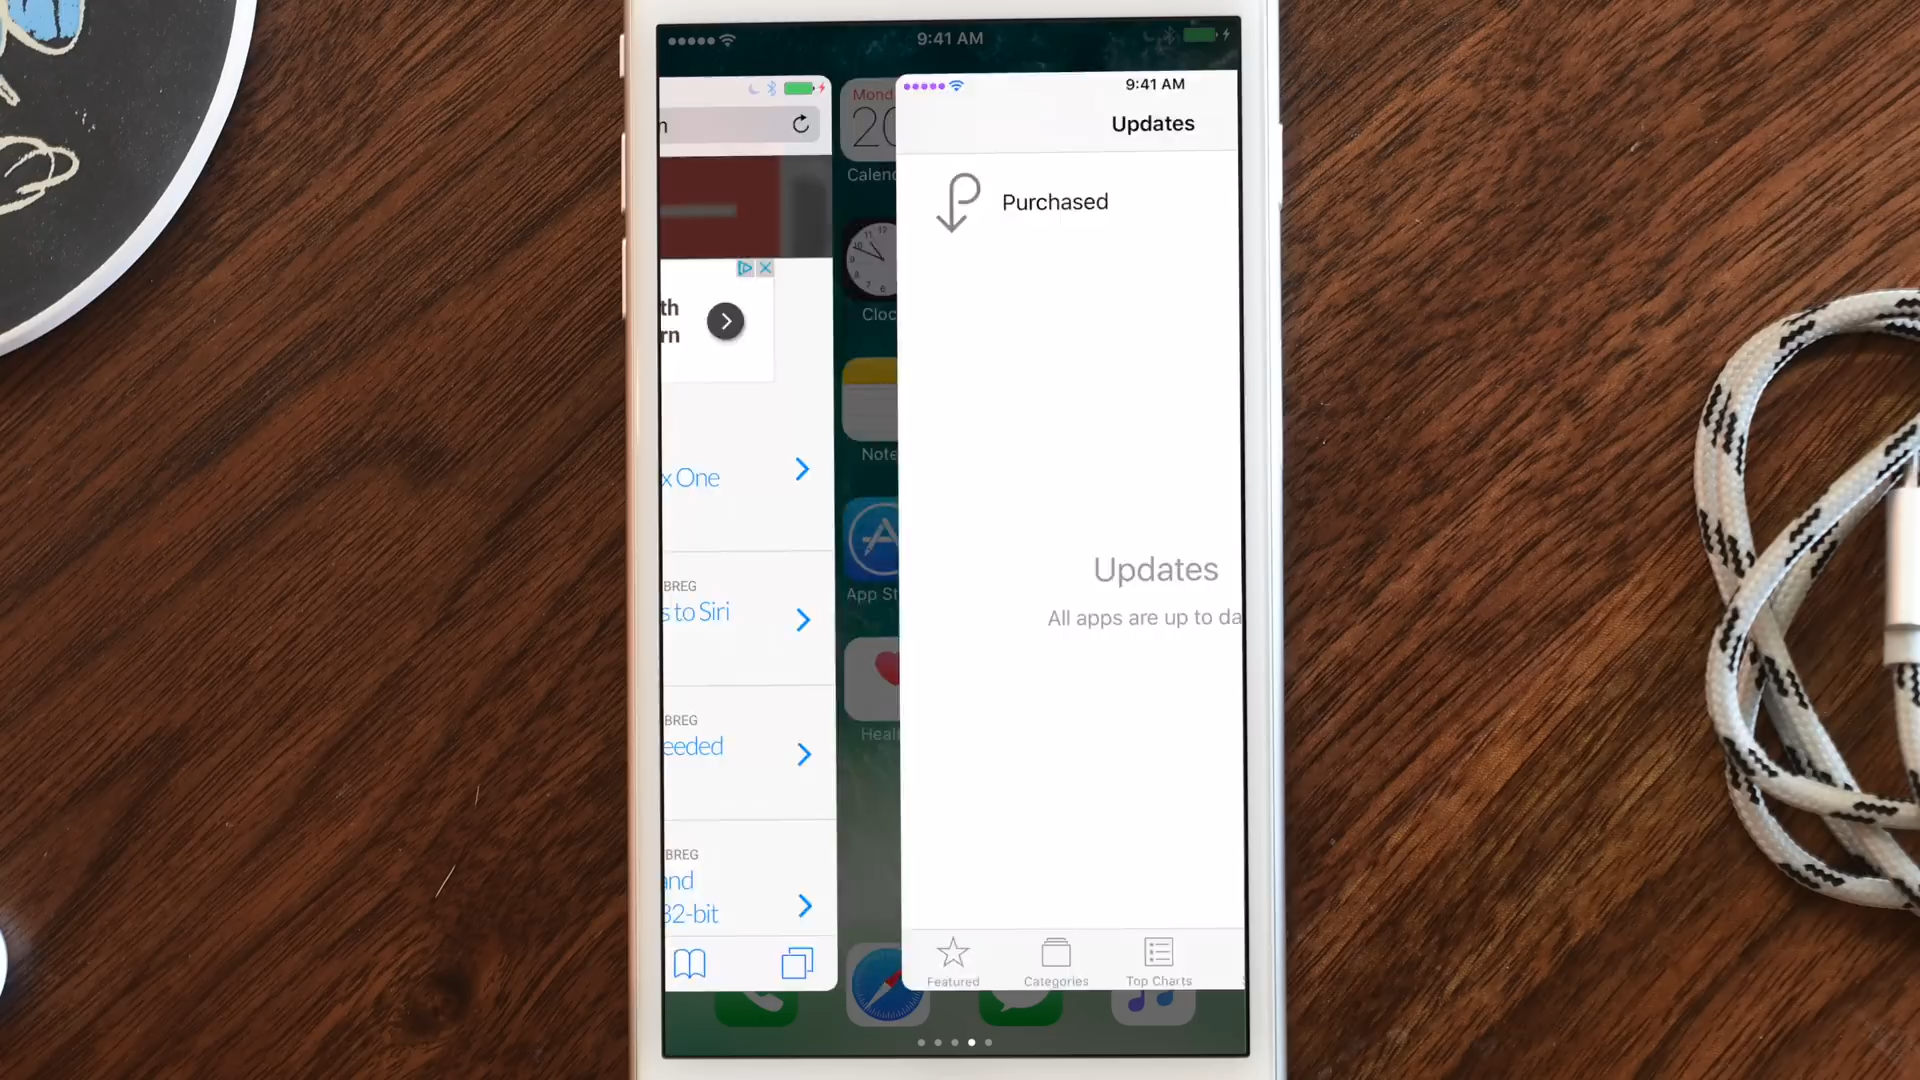 9:41 AM
th
rn
x One
BREG
s to Siri
BREG
eeded
BREG
and
32-bit
Mond
20
Calend
Cloc
Note
App St
Heal
9:41 AM
Updates
Purchased
Updates
All apps are up to da
Featured
Categories
Top Charts